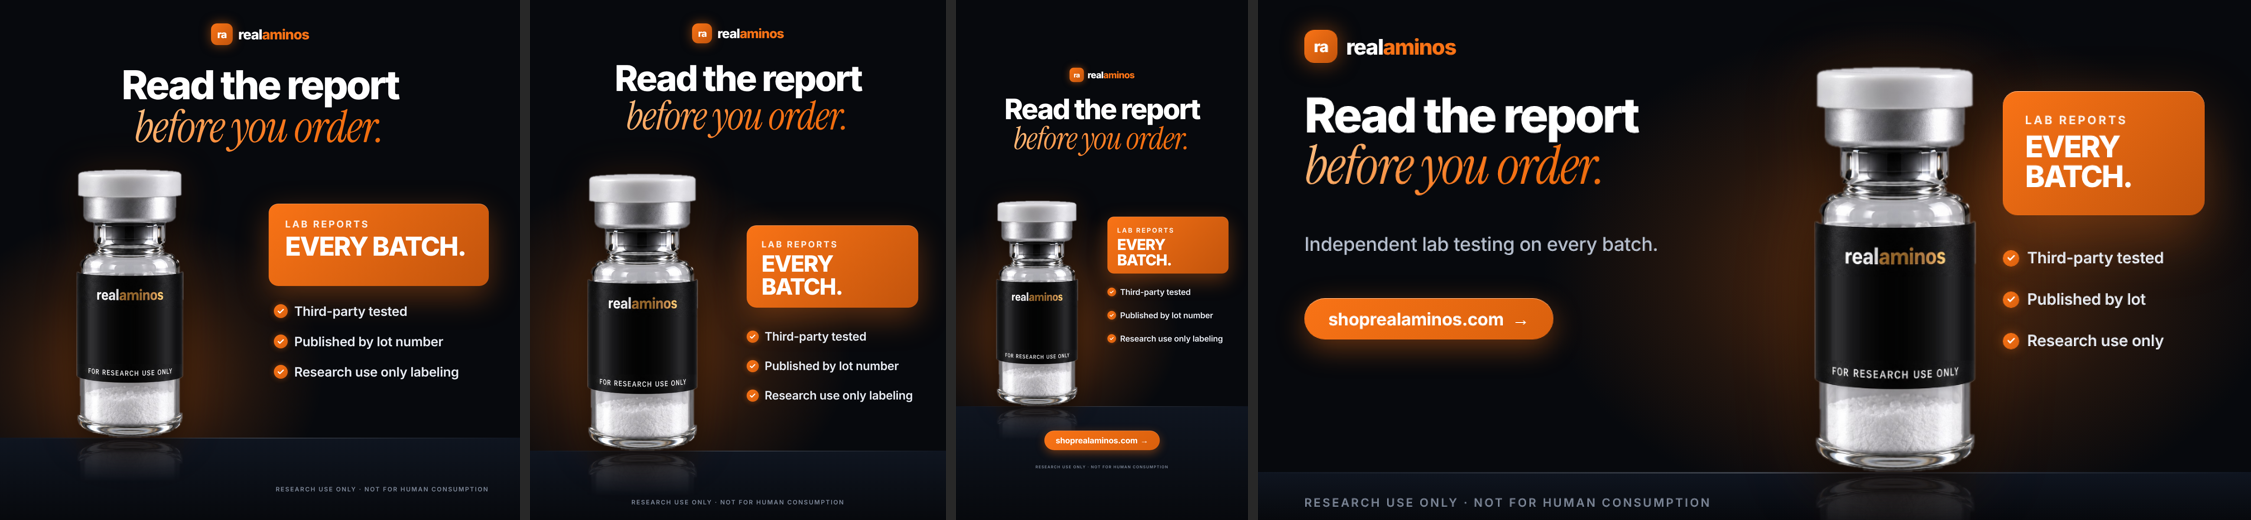 ra realaminos
Read the report
before you order.
LAB REPORTS
EVERY BATCH.
Third-party tested
Published by lot number
Research use only labeling
realaminos
FOR RESEARCH USE ONLY
RESEARCH USE ONLY · NOT FOR HUMAN CONSUMPTION
ra realaminos
Read the report
before you order.
LAB REPORTS
EVERY
BATCH.
Third-party tested
Published by lot number
Research use only labeling
realaminos
FOR RESEARCH USE ONLY
RESEARCH USE ONLY · NOT FOR HUMAN CONSUMPTION
ra realaminos
Read the report
before you order.
LAB REPORTS
EVERY
BATCH.
Third-party tested
Published by lot number
Research use only labeling
realaminos
FOR RESEARCH USE ONLY
shoprealaminos.com →
RESEARCH USE ONLY · NOT FOR HUMAN CONSUMPTION
ra realaminos
Read the report
before you order.
Independent lab testing on every batch.
shoprealaminos.com →
realaminos
FOR RESEARCH USE ONLY
LAB REPORTS
EVERY
BATCH.
Third-party tested
Published by lot
Research use only
RESEARCH USE ONLY · NOT FOR HUMAN CONSUMPTION